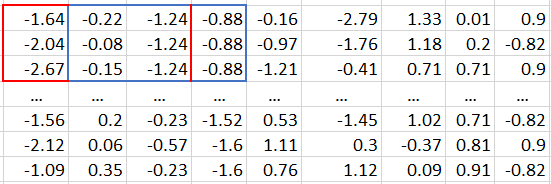 -1.64 -0.22 -1.24 -0.88 -0.16 -2.79 1.33 0.01 0.9
-2.04 -0.08 -1.24 -0.88 -0.97 -1.76 1.18 0.2 -0.82
-2.67 -0.15 -1.24 -0.88 -1.21 -0.41 0.71 0.71 0.9
... ... ... ... ... ... ... ... ...
-1.56 0.2 -0.23 -1.52 0.53 -1.45 1.02 0.71 -0.82
-2.12 0.06 -0.57 -1.6 1.11 0.3 -0.37 0.81 0.9
-1.09 0.35 -0.23 -1.6 0.76 1.12 0.09 0.91 -0.82